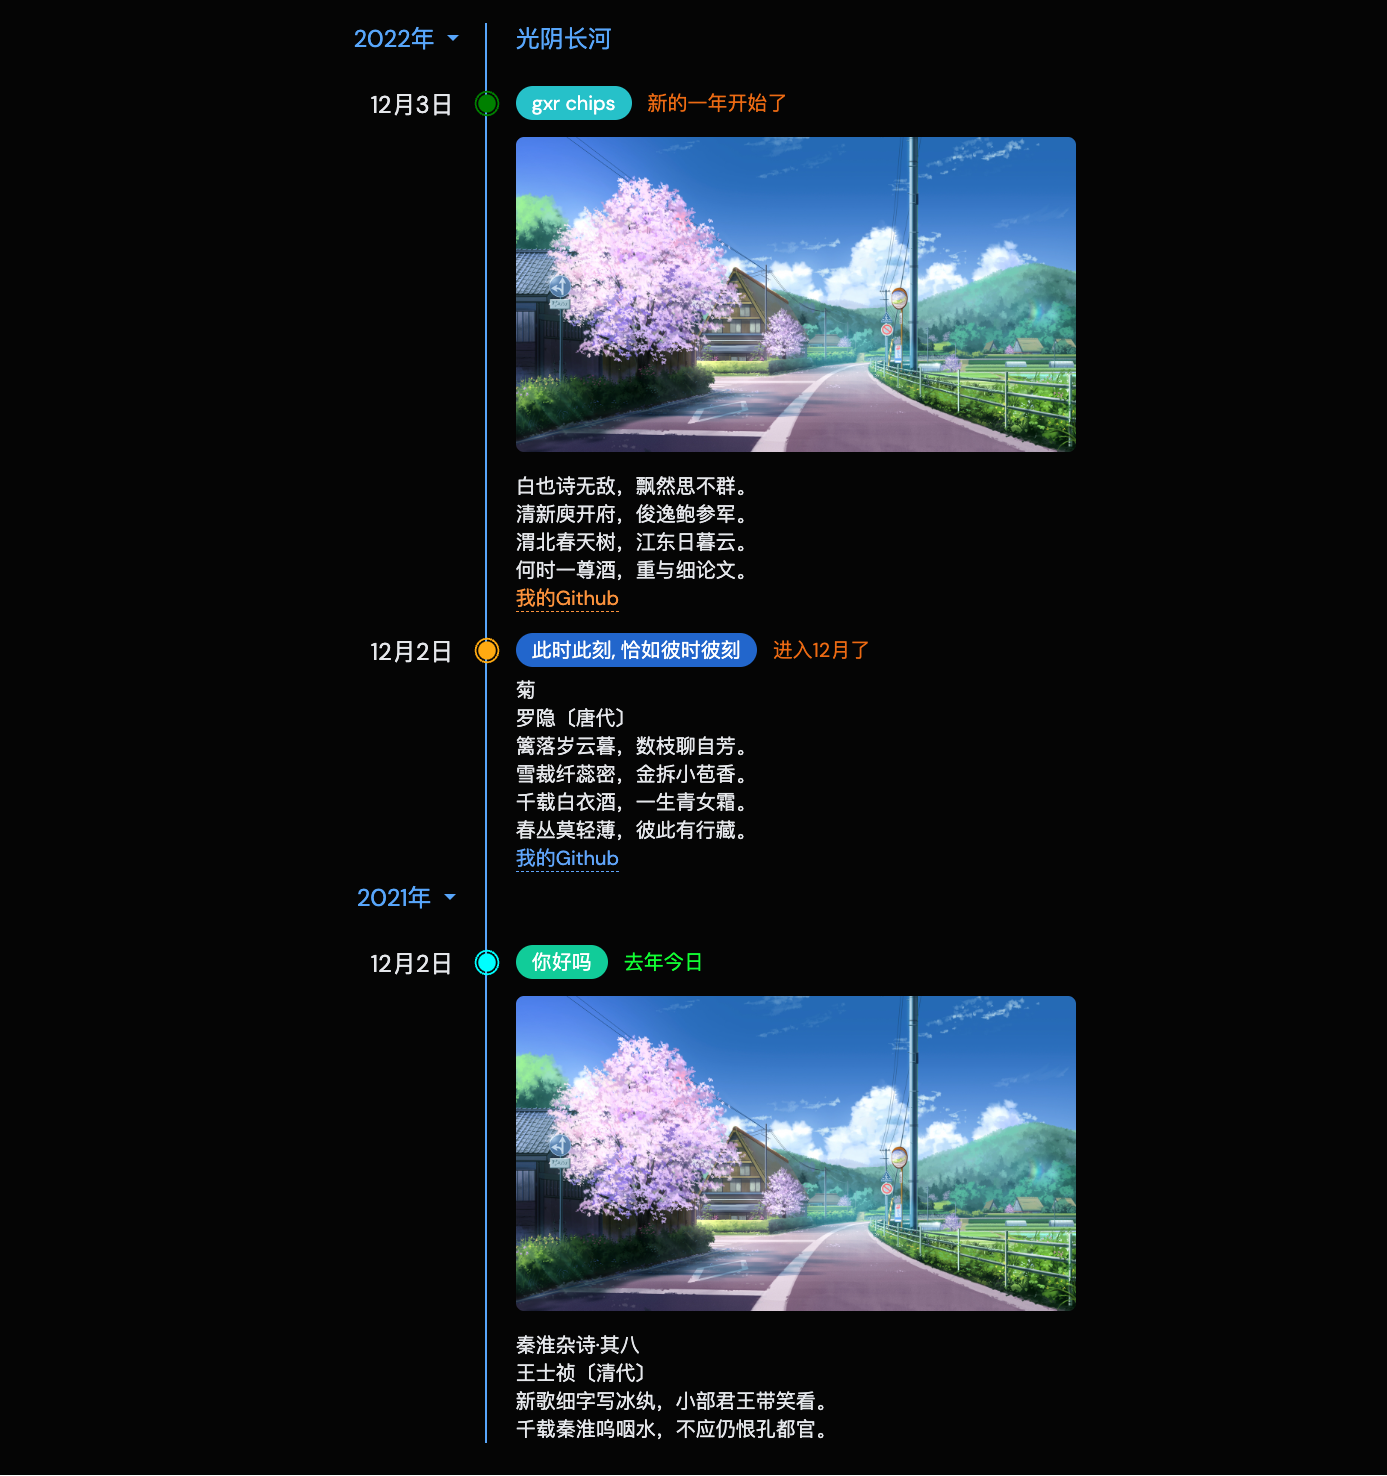 2022年
光阴长河
12月3日
gxr chips 新的一年开始了
白也诗无敌，飘然思不群。
清新庾开府，俊逸鲍参军。
渭北春天树，江东日暮云。
何时一尊酒，重与细论文。
我的Github
12月2日
此时此刻, 恰如彼时彼刻 进入12月了
菊
罗隐〔唐代〕
篱落岁云暮，数枝聊自芳。
雪裁纤蕊密，金拆小苞香。
千载白衣酒，一生青女霜。
春丛莫轻薄，彼此有行藏。
我的Github
2021年
12月2日
你好吗 去年今日
秦淮杂诗·其八
王士祯〔清代〕
新歌细字写冰纨，小部君王带笑看。
千载秦淮呜咽水，不应仍恨孔都官。